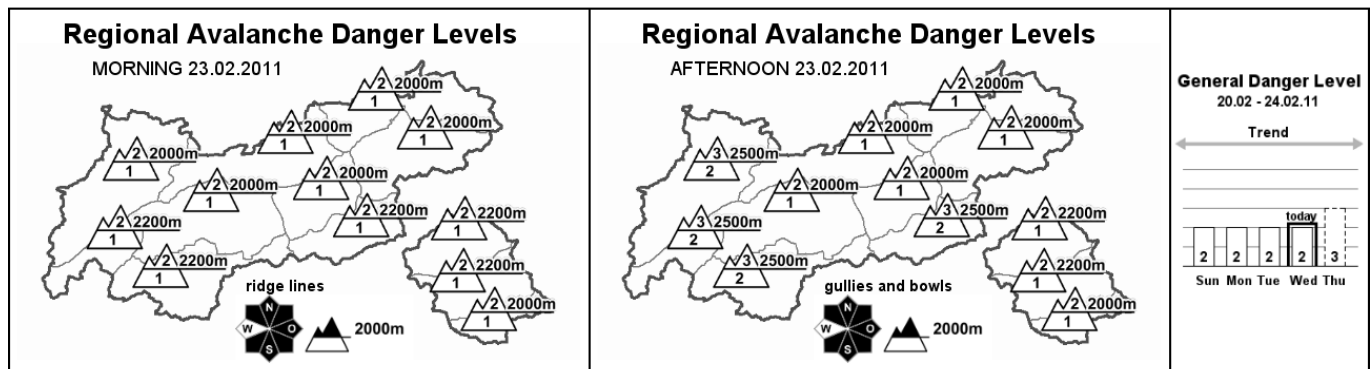 Regional Avalanche Danger Levels
MORNING 23.02.2011
2 2000m
1
2 2000m
1
2 2000m
1
2 2000m
1
2 2000m
1
2 2000m
1
2 2200m
1
2 2200m
1
2 2200m
1
2 2200m
1
2 2200m
1
2 2000m
1
ridge lines
N
W O
S
2000m
Regional Avalanche Danger Levels
AFTERNOON 23.02.2011
2 2000m
1
2 2000m
1
2 2000m
1
3 2500m
2
2 2000m
1
2 2000m
1
3 2500m
2
2 2200m
1
3 2500m
2
3 2500m
2
2 2200m
1
2 2000m
1
gullies and bowls
N
W O
S
2000m
General Danger Level
20.02 - 24.02.11
Trend
today
2 2 2 2 3
Sun Mon Tue Wed Thu